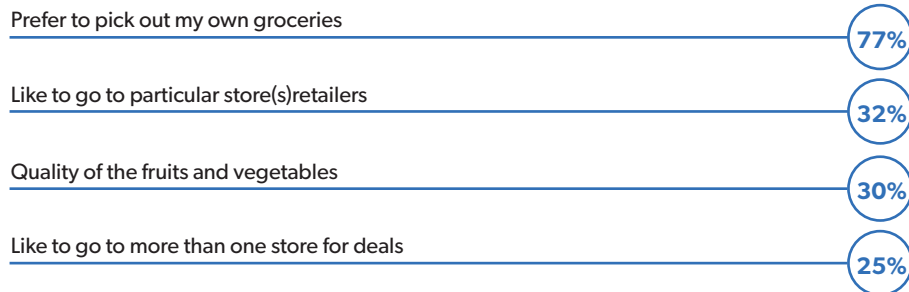 Prefer to pick out my own groceries
77%
Like to go to particular store(s)retailers
32%
Quality of the fruits and vegetables
30%
Like to go to more than one store for deals
25%